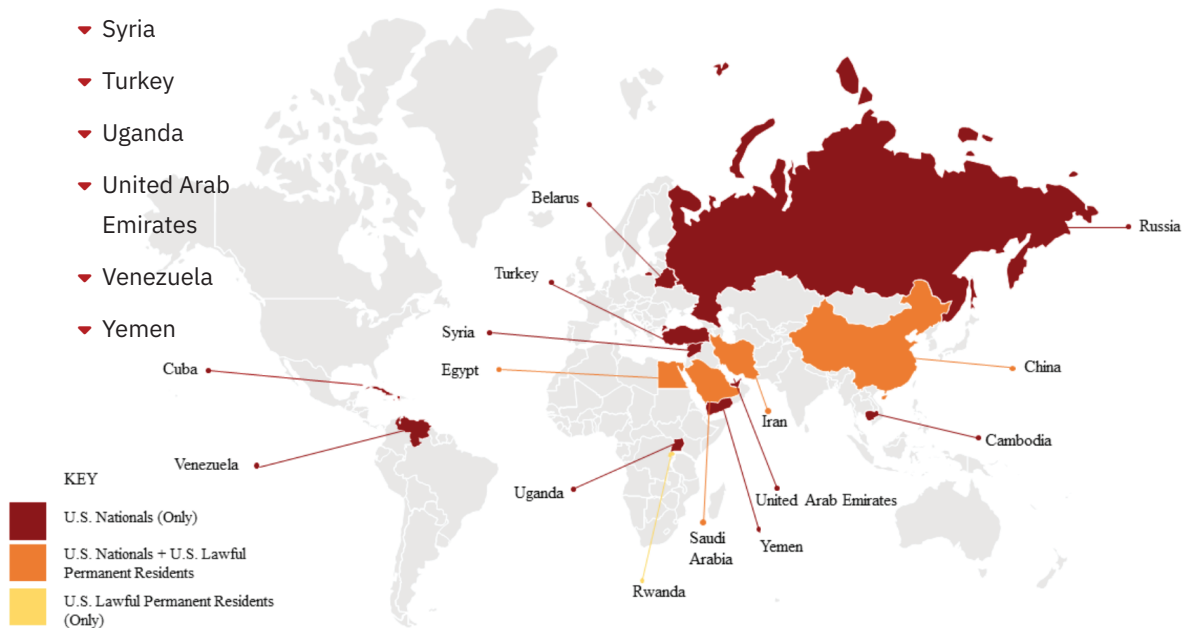 Syria
Turkey
Uganda
United Arab
Emirates
Venezuela
Yemen
Belarus
Russia
Turkey
Syria
Egypt
Cuba
China
Iran
Cambodia
Venezuela
Uganda
United Arab Emirates
Saudi
Arabia
Yemen
Rwanda
KEY
U.S. Nationals (Only)
U.S. Nationals + U.S. Lawful
Permanent Residents
U.S. Lawful Permanent Residents
(Only)